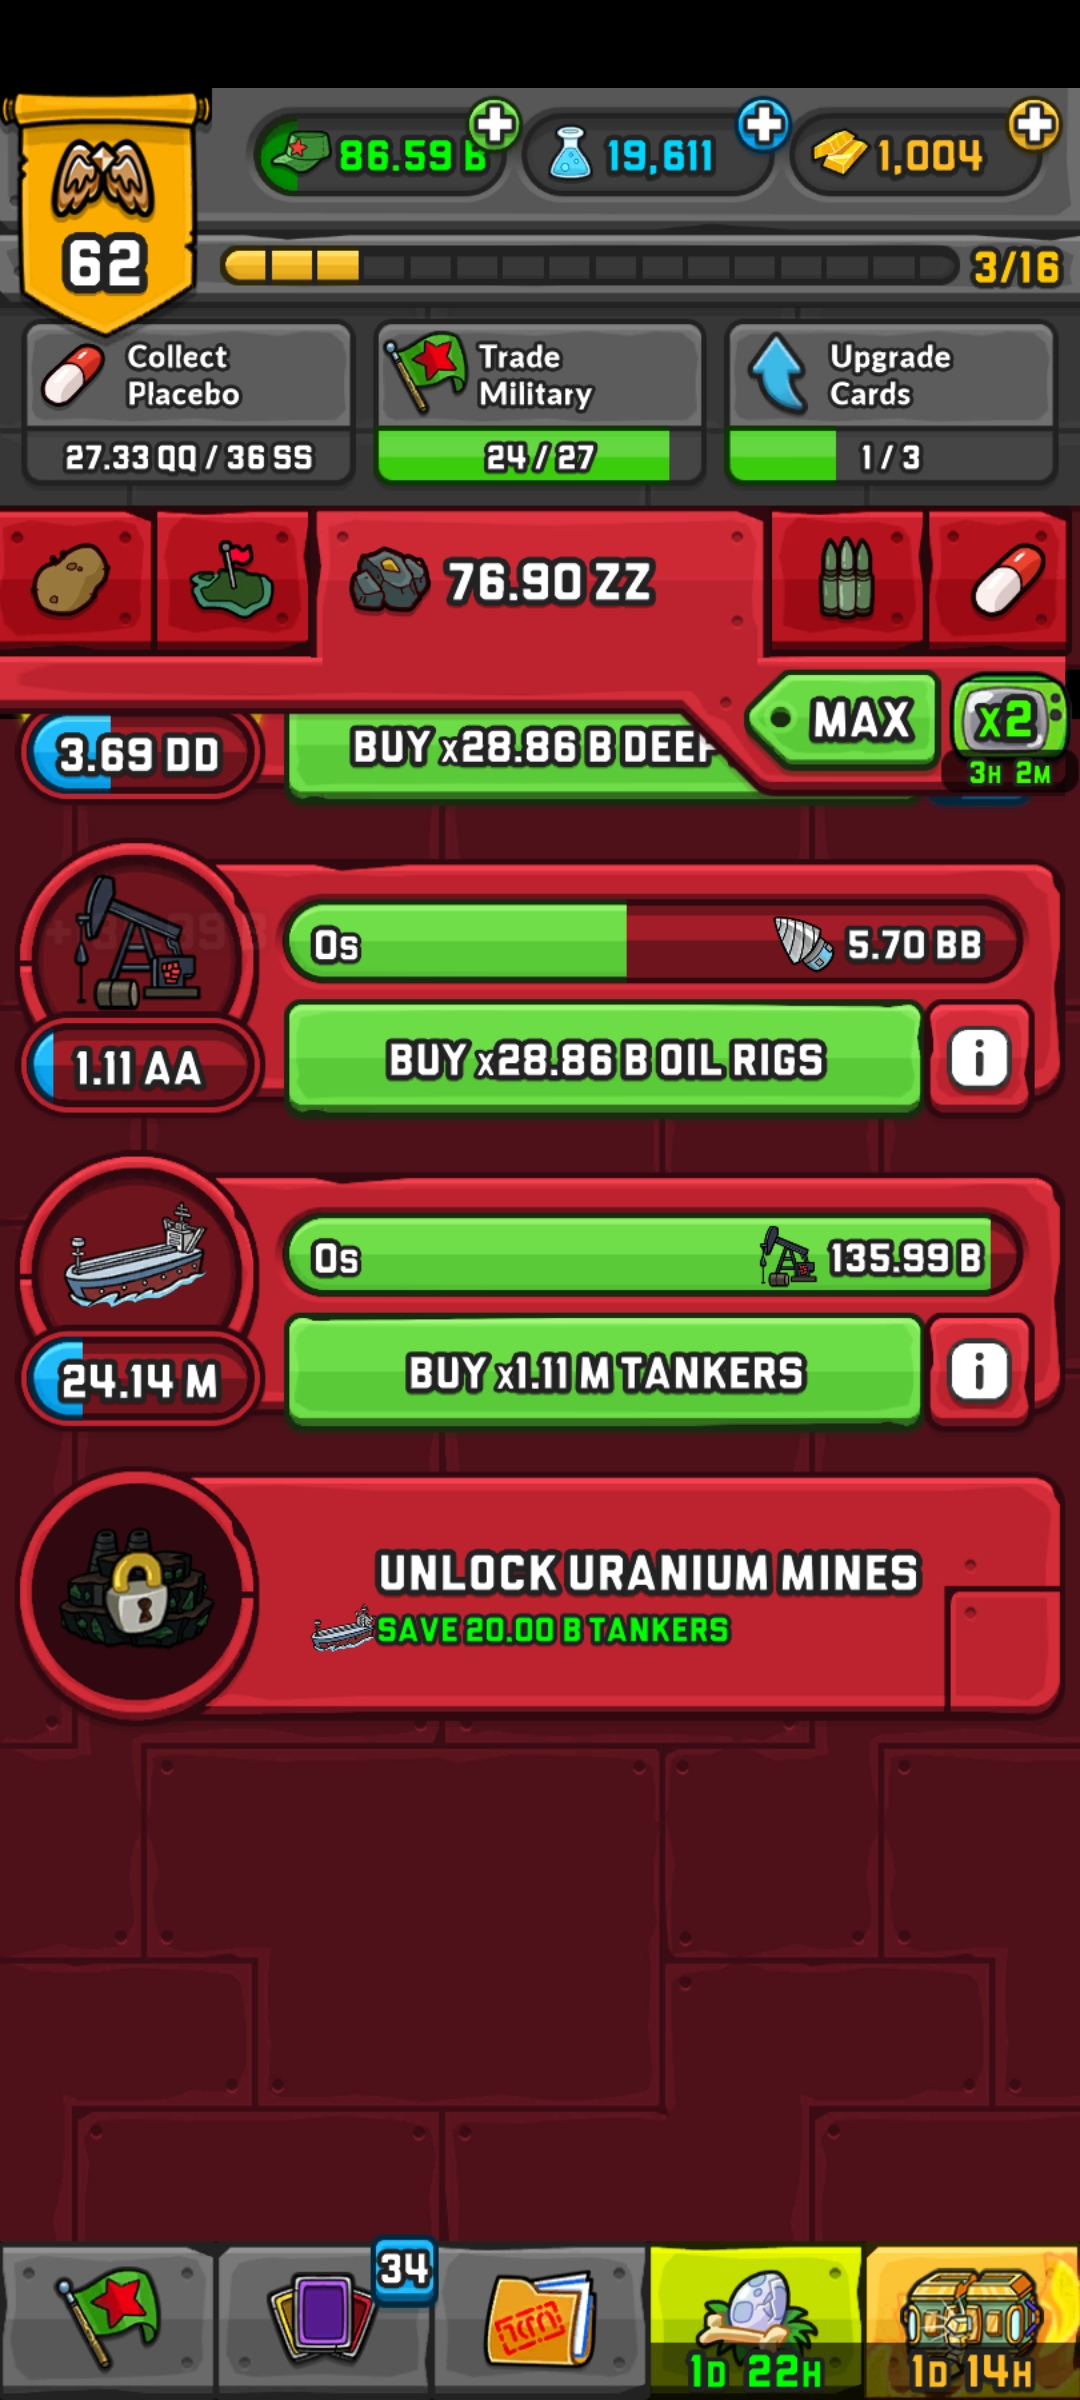 86.59 B
19,611
1,004
62
3/16
Collect
Placebo
27.33 QQ / 36 SS
Trade
Military
24 / 27
Upgrade
Cards
1 / 3
76.90 ZZ
MAX
x2
3H 2M
3.69 DD
BUY x28.86 B DEEP
0s
5.70 BB
1.11 AA
BUY x28.86 B OIL RIGS
i
0s
135.99 B
24.14 M
BUY x1.11 M TANKERS
i
UNLOCK URANIUM MINES
SAVE 20.00 B TANKERS
34
1D 22H
1D 14H